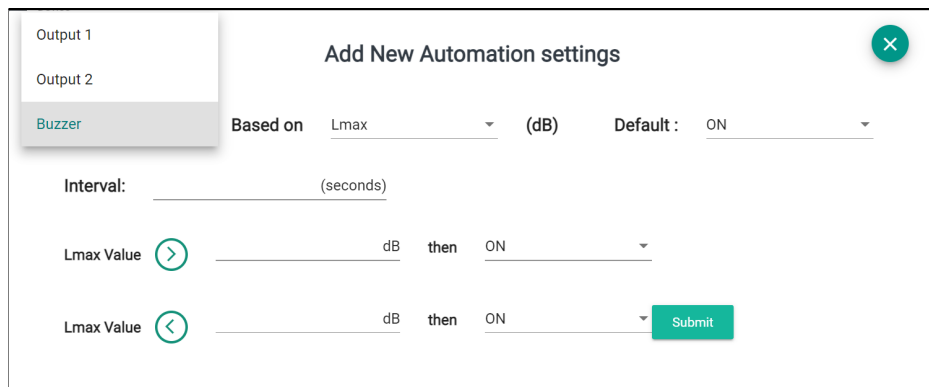 Output 1
Output 2
Buzzer
Add New Automation settings
Based on Lmax (dB) Default : ON
Interval: (seconds)
Lmax Value > dB then ON
Lmax Value < dB then ON Submit